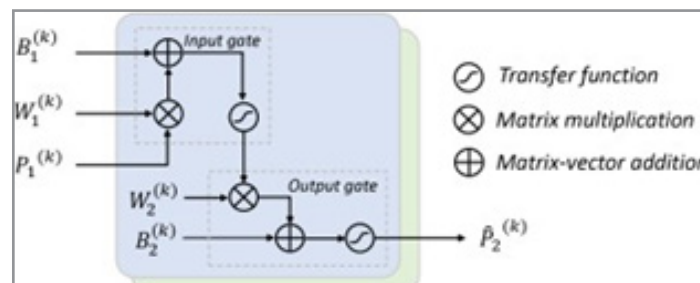 B₁⁽ᵏ⁾
Input gate
W₁⁽ᵏ⁾
P₁⁽ᵏ⁾
Transfer function
Matrix multiplication
Matrix-vector addition
Output gate
W₂⁽ᵏ⁾
B₂⁽ᵏ⁾
P̂₂⁽ᵏ⁾